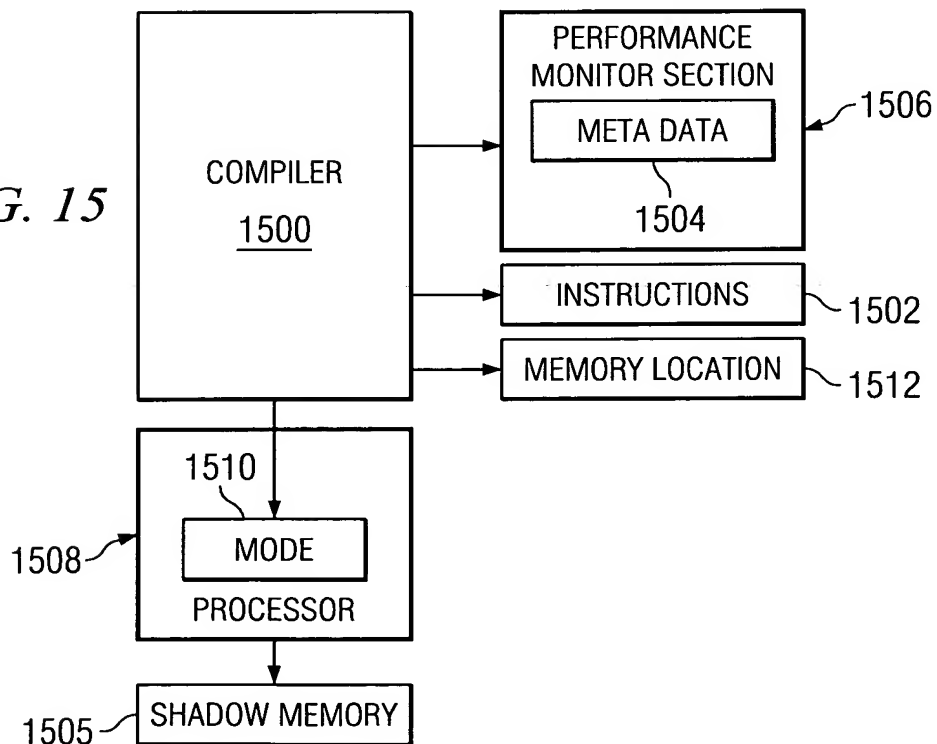 G. 15
COMPILER
1500
PERFORMANCE
MONITOR SECTION
META DATA
1504
1506
INSTRUCTIONS
1502
MEMORY LOCATION
1512
1510
MODE
PROCESSOR
1508
SHADOW MEMORY
1505